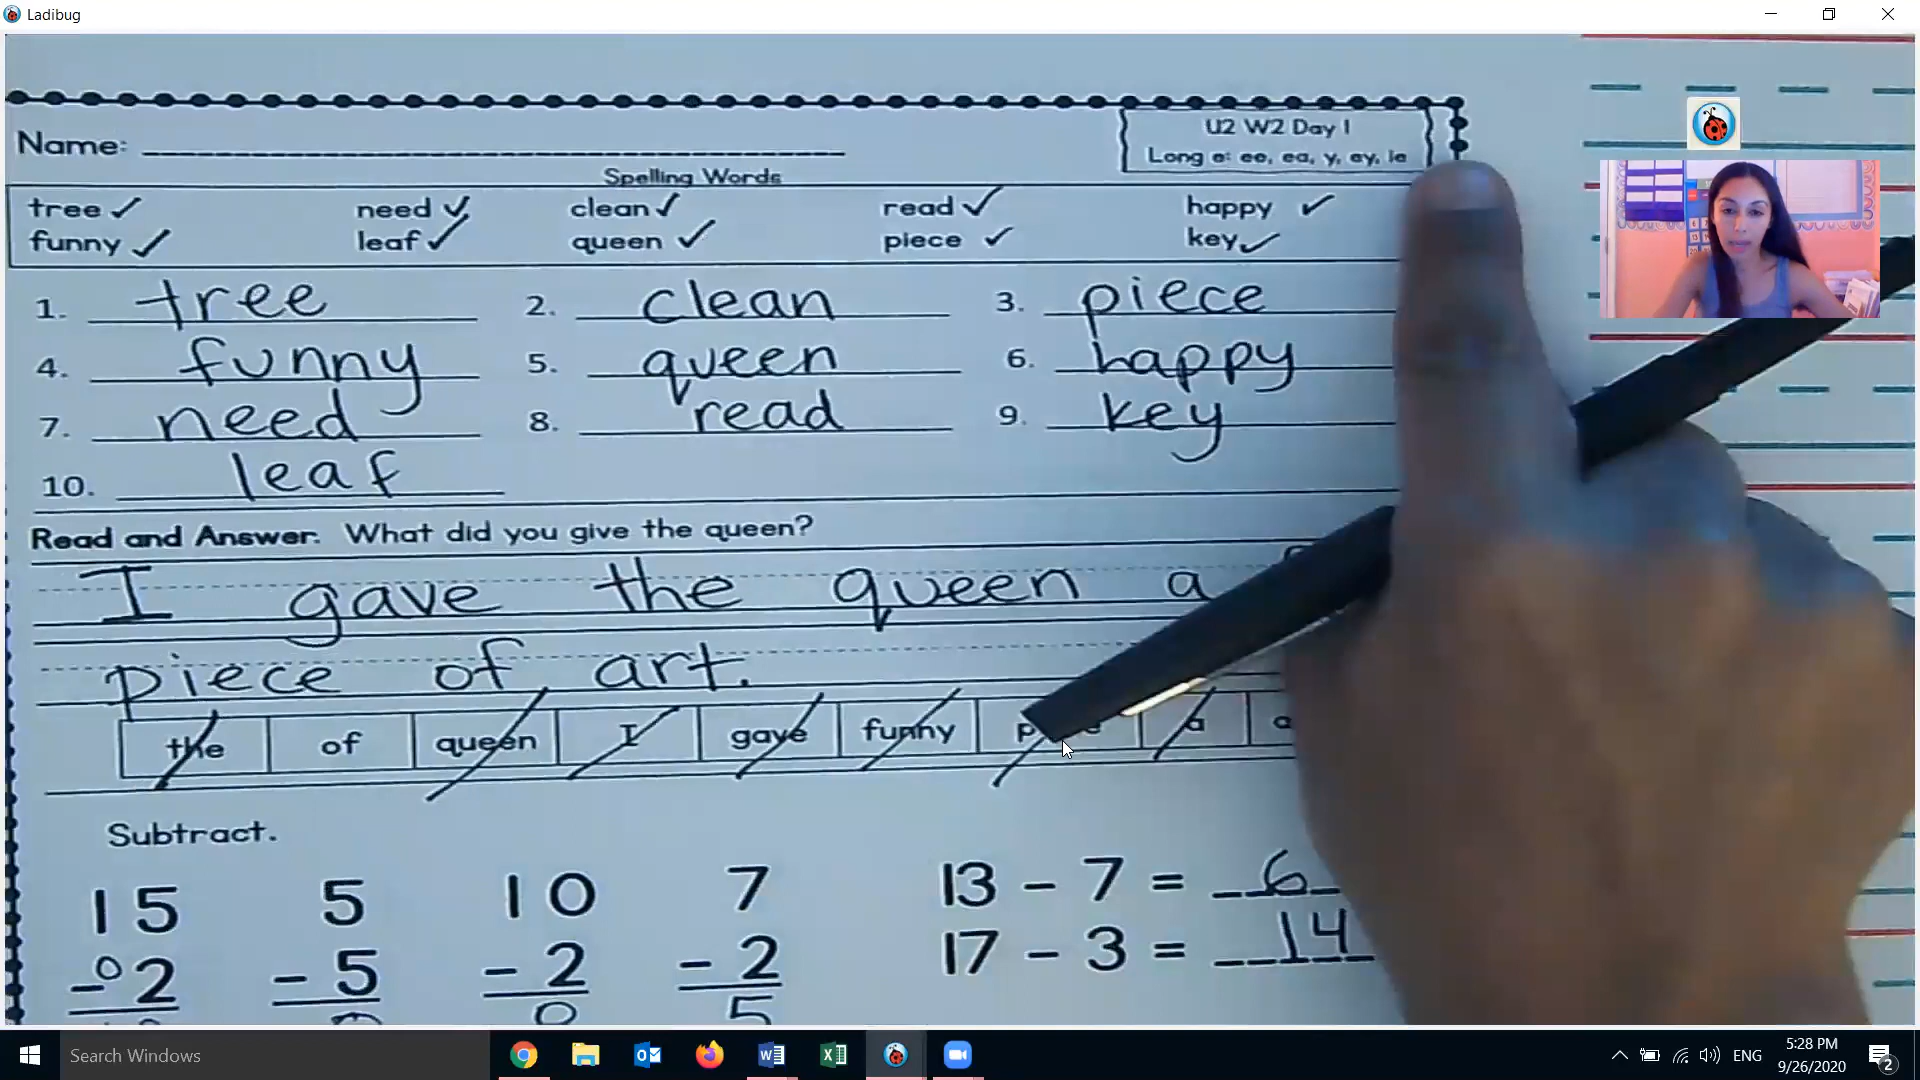 Ladibug
U2 W2 Day 1
Long e: ee, ea, y, ey, ie
Name:
Spelling Words
tree ✓ need ✓ clean ✓ read ✓ happy ✓
funny ✓ leaf ✓ queen ✓ piece ✓ key ✓
1. tree 2. clean 3. piece
4. funny 5. queen 6. happy
7. need 8. read 9. key
10. leaf
Read and Answer. What did you give the queen?
I gave the queen a
piece of art.
the of queen I gave funny a
Subtract.
15 5 10 7 13 - 7 = 6
- 02 - 5 - 2 - 2 17 - 3 = 14
5
Search Windows
ENG
5:28 PM
9/26/2020
2